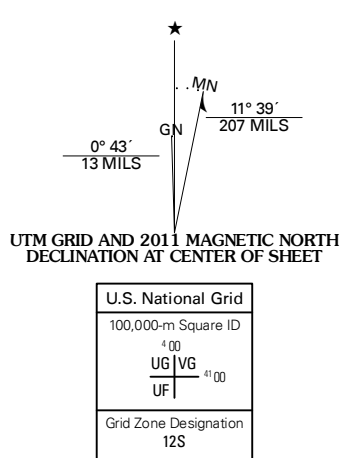 ★
MN
11° 39´
207 MILS
GN
0° 43´
13 MILS
UTM GRID AND 2011 MAGNETIC NORTH
DECLINATION AT CENTER OF SHEET
U.S. National Grid
100,000-m Square ID
4 00
UG VG
41 00
UF
Grid Zone Designation
12S